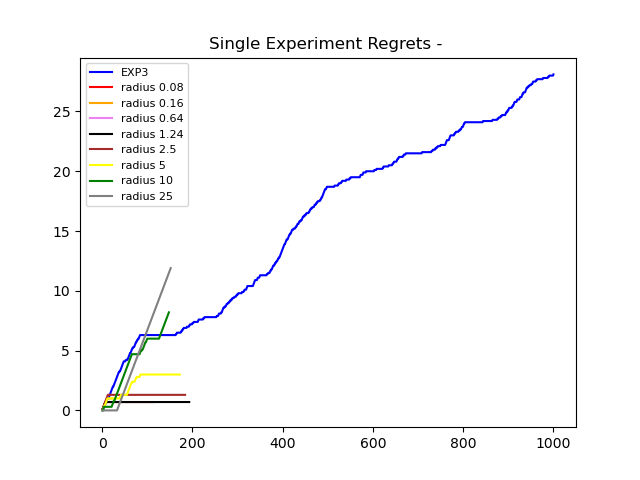 Single Experiment Regrets -
EXP3
radius 0.08
radius 0.16
radius 0.64
radius 1.24
radius 2.5
radius 5
radius 10
radius 25
25
20
15
10
5
0
0 200 400 600 800 1000